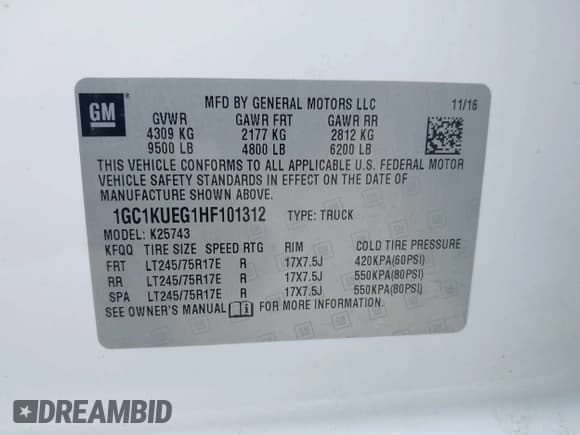 GM ®
MFD BY GENERAL MOTORS LLC 11/16
GVWR GAWR FRT GAWR RR
4309 KG 2177 KG 2812 KG
9500 LB 4800 LB 6200 LB
THIS VEHICLE CONFORMS TO ALL APPLICABLE U.S. FEDERAL MOTOR
VEHICLE SAFETY STANDARDS IN EFFECT ON THE DATE OF
MANUFACTURE SHOWN ABOVE.
1GC1KUEG1HF101312 TYPE: TRUCK
MODEL: K25743
KFQQ TIRE SIZE SPEED RTG RIM COLD TIRE PRESSURE
FRT LT245/75R17E R 17X7.5J 420KPA(60PSI)
RR LT245/75R17E R 17X7.5J 550KPA(80PSI)
SPA LT245/75R17E R 17X7.5J 550KPA(80PSI)
SEE OWNER'S MANUAL FOR MORE INFORMATION.
DREAMBID